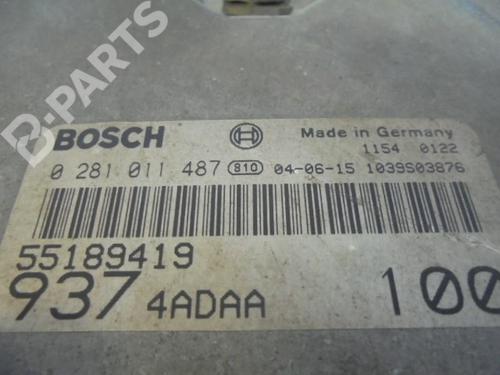 B-PARTS
BOSCH Made in Germany
1154 0122
0 281 011 487 810 04-06-15 1039S03876
55189419
937 4ADAA 100